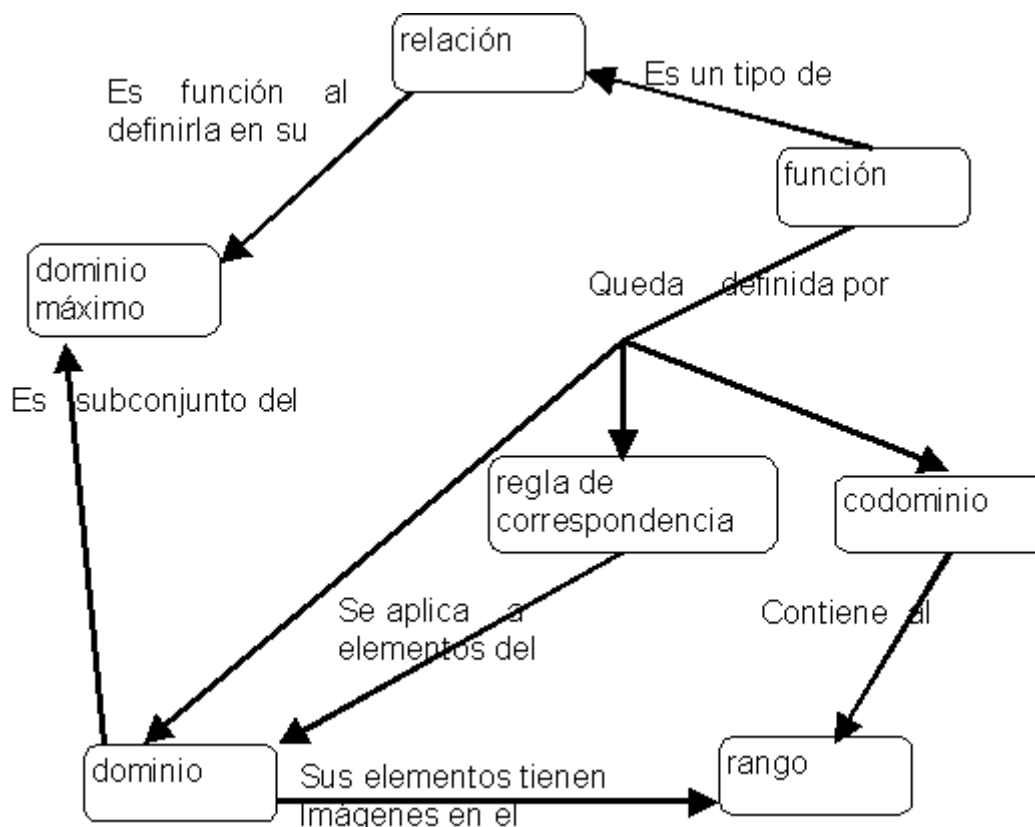 relación
Es un tipo de
Es función al
definirla en su
función
dominio
máximo
Queda definida por
Es subconjunto del
regla de
correspondencia
codominio
Se aplica a
elementos del
Contiene al
dominio
Sus elementos tienen
Imágenes en el
rango